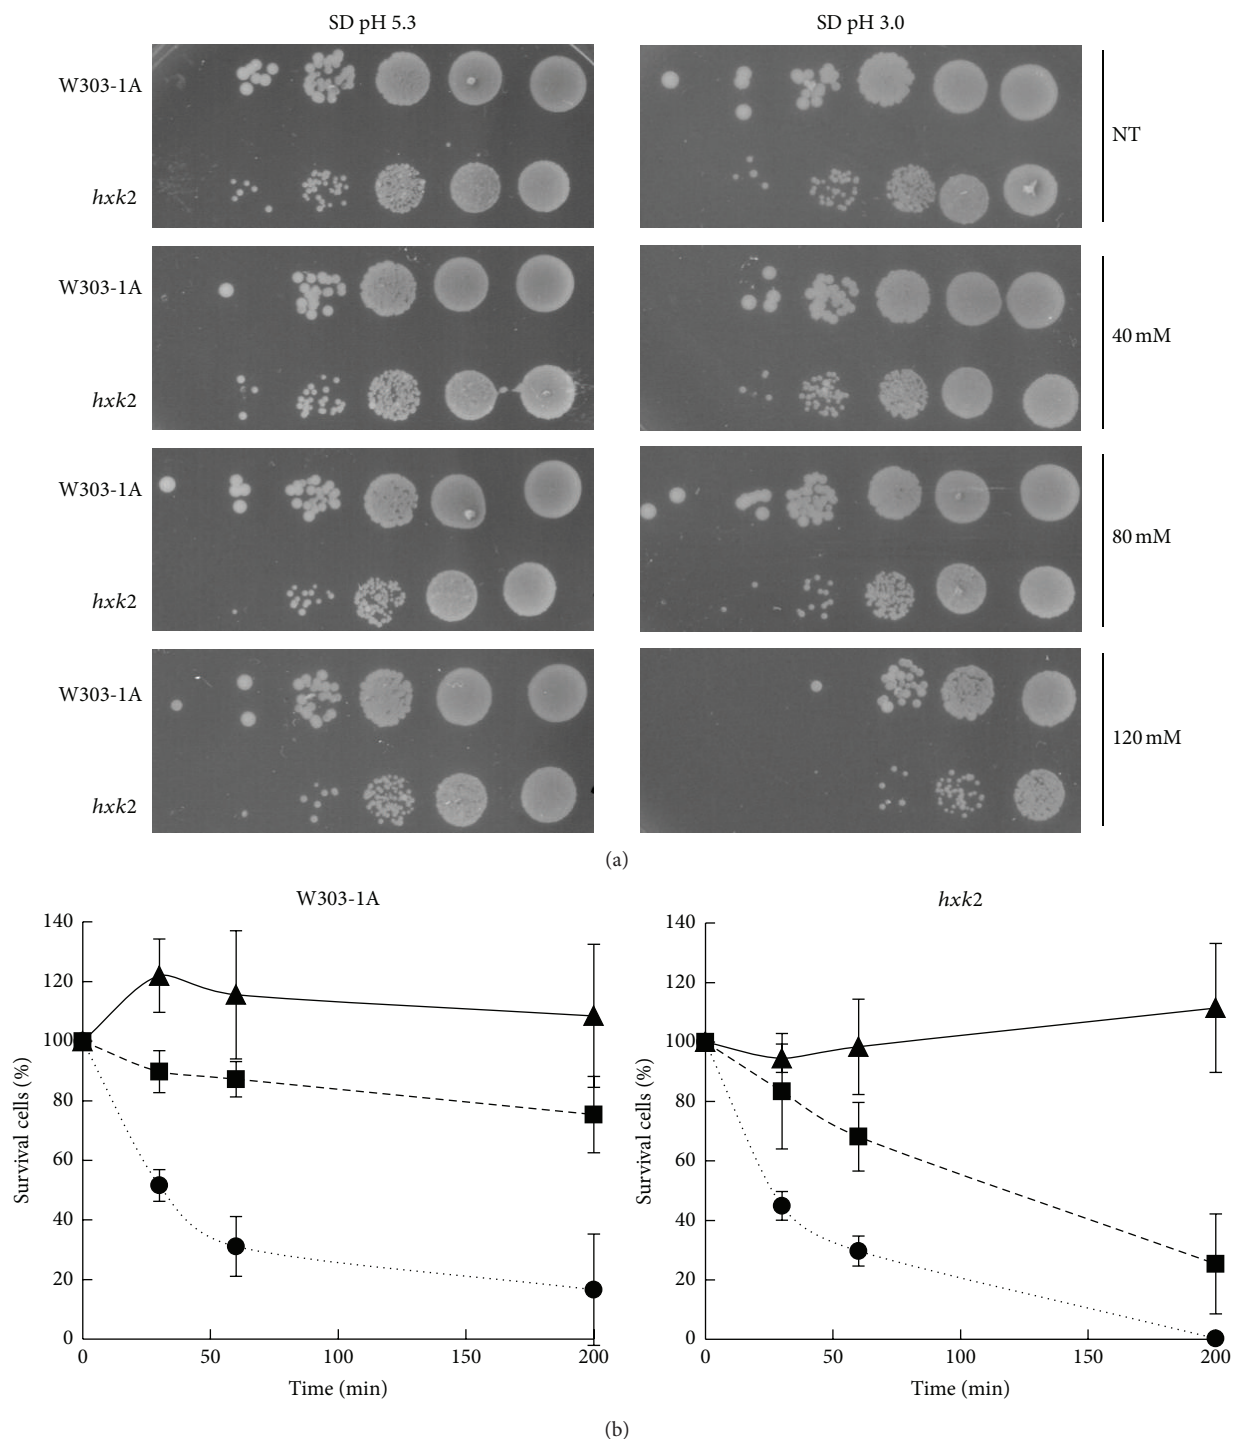 SD pH 5.3
SD pH 3.0
W303-1A
hxk2
NT
W303-1A
hxk2
40 mM
W303-1A
hxk2
80 mM
W303-1A
hxk2
120 mM
(a)
W303-1A
140
120
100
80
60
40
20
0
Survival cells (%)
0 50 100 150 200
Time (min)
hxk2
140
120
100
80
60
40
20
0
Survival cells (%)
0 50 100 150 200
Time (min)
(b)